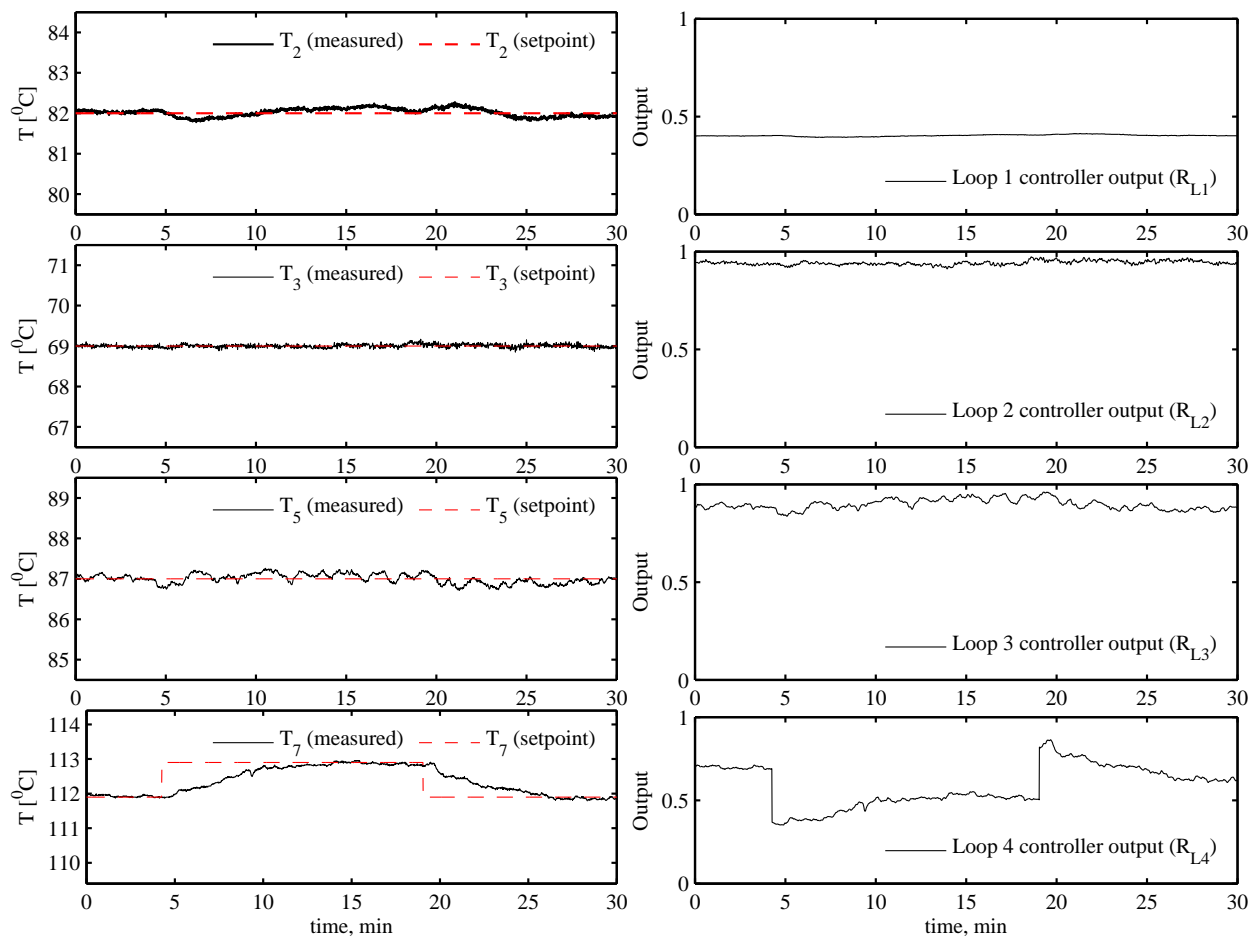 84
83
82
81
80
T [⁰C]
T₂ (measured) T₂ (setpoint)
0 5 10 15 20 25 30
1
0.5
0
Output
Loop 1 controller output (R_L1)
0 5 10 15 20 25 30
71
70
69
68
67
T [⁰C]
T₃ (measured) T₃ (setpoint)
0 5 10 15 20 25 30
1
0.5
0
Output
Loop 2 controller output (R_L2)
0 5 10 15 20 25 30
89
88
87
86
85
T [⁰C]
T₅ (measured) T₅ (setpoint)
0 5 10 15 20 25 30
1
0.5
0
Output
Loop 3 controller output (R_L3)
0 5 10 15 20 25 30
114
113
112
111
110
T [⁰C]
T₇ (measured) T₇ (setpoint)
0 5 10 15 20 25 30
time, min
1
0.5
0
Output
Loop 4 controller output (R_L4)
0 5 10 15 20 25 30
time, min